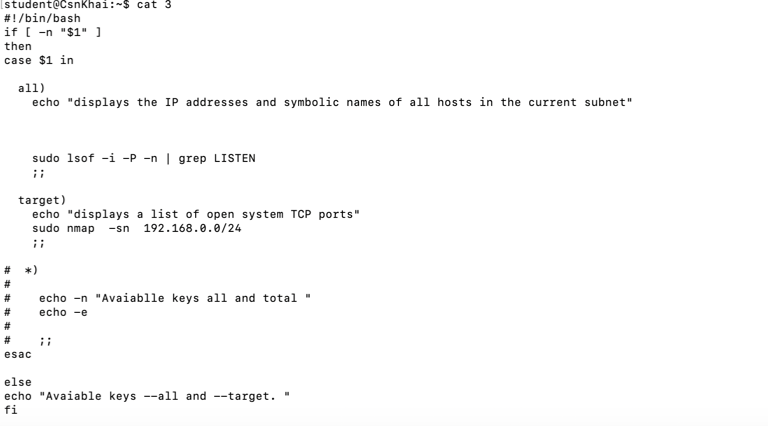 student@CsnKhai:~$ cat 3
#!/bin/bash
if [ -n "$1" ]
then
case $1 in
all)
echo "displays the IP addresses and symbolic names of all hosts in the current subnet"
sudo lsof -i -P -n | grep LISTEN
;;
target)
echo "displays a list of open system TCP ports"
sudo nmap  -sn  192.168.0.0/24
;;
#  *)
#
#    echo -n "Avaiablle keys all and total "
#    echo -e
#
#    ;;
esac
else
echo "Avaiable keys --all and --target. "
fi